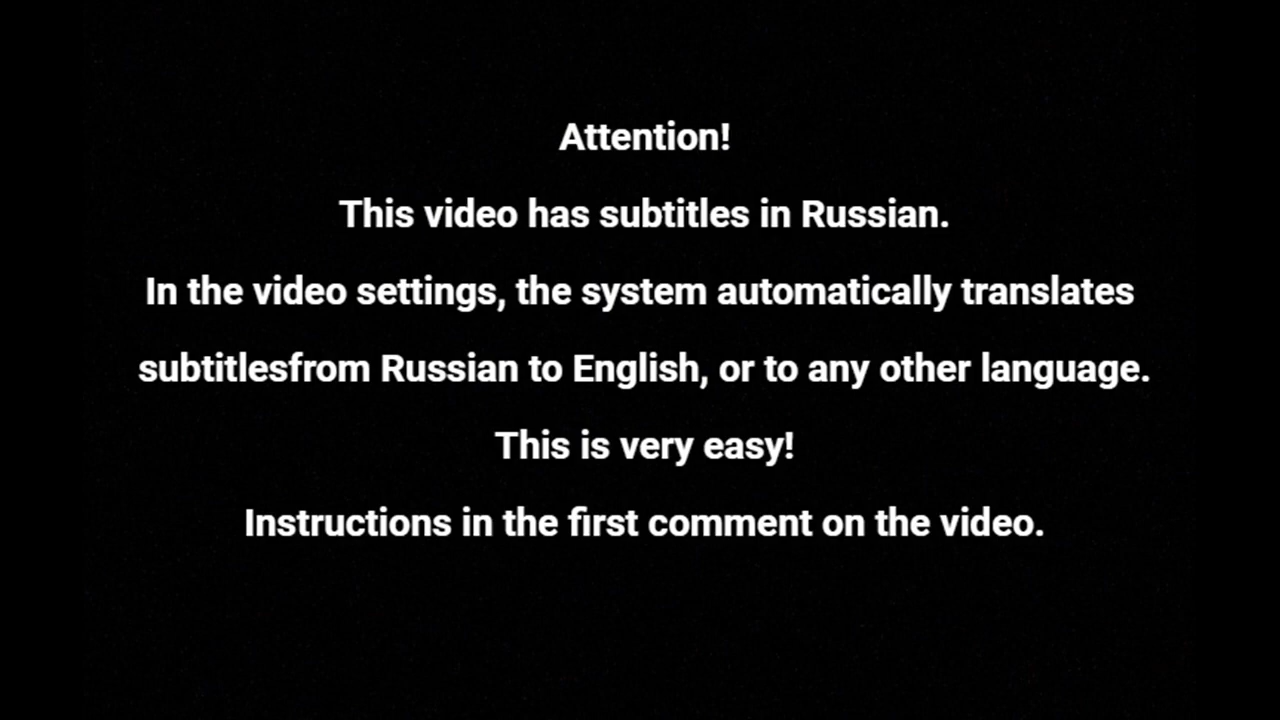 Attention!
This video has subtitles in Russian.
In the video settings, the system automatically translates
subtitlesfrom Russian to English, or to any other language.
This is very easy!
Instructions in the first comment on the video.